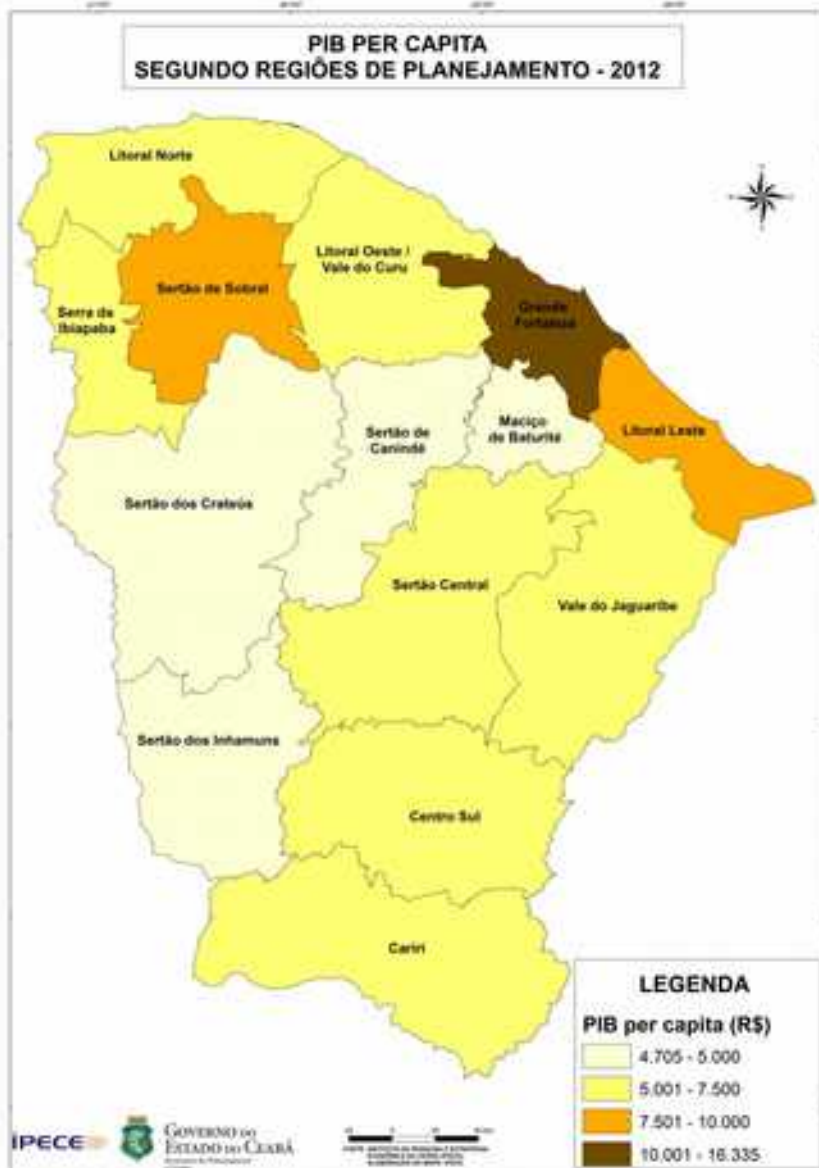 PIB PER CAPITA
SEGUNDO REGIÕES DE PLANEJAMENTO - 2012
Litoral Norte
Litoral Oeste /
Vale do Curu
Sertão de Sobral
Grande
Fortaleza
Serra da
Ibiapaba
Maciço
de Baturité
Litoral Leste
Sertão de
Canindé
Sertão dos Crateús
Sertão Central
Vale do Jaguaribe
Sertão dos Inhamuns
Centro Sul
Cariri
LEGENDA
PIB per capita (R$)
4.705 - 5.000
5.001 - 7.500
7.501 - 10.000
10.001 - 16.335
IPECE
GOVERNO DO
ESTADO DO CEARÁ